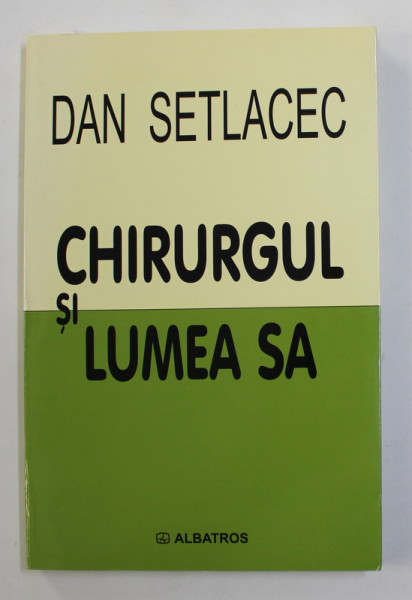 DAN SETLACEC
CHIRURGUL
ȘI
LUMEA SA
ALBATROS